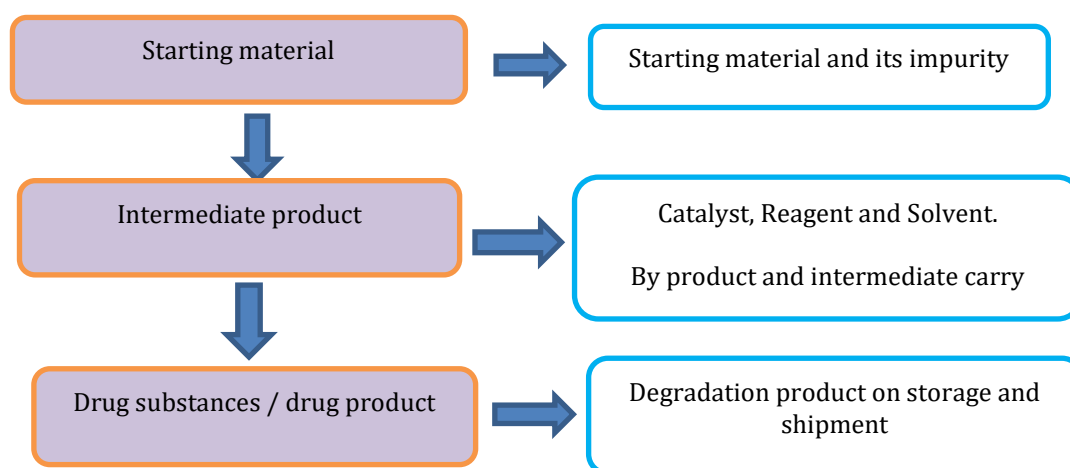 Starting material
Starting material and its impurity
Intermediate product
Catalyst, Reagent and Solvent.
By product and intermediate carry
Drug substances / drug product
Degradation product on storage and
shipment